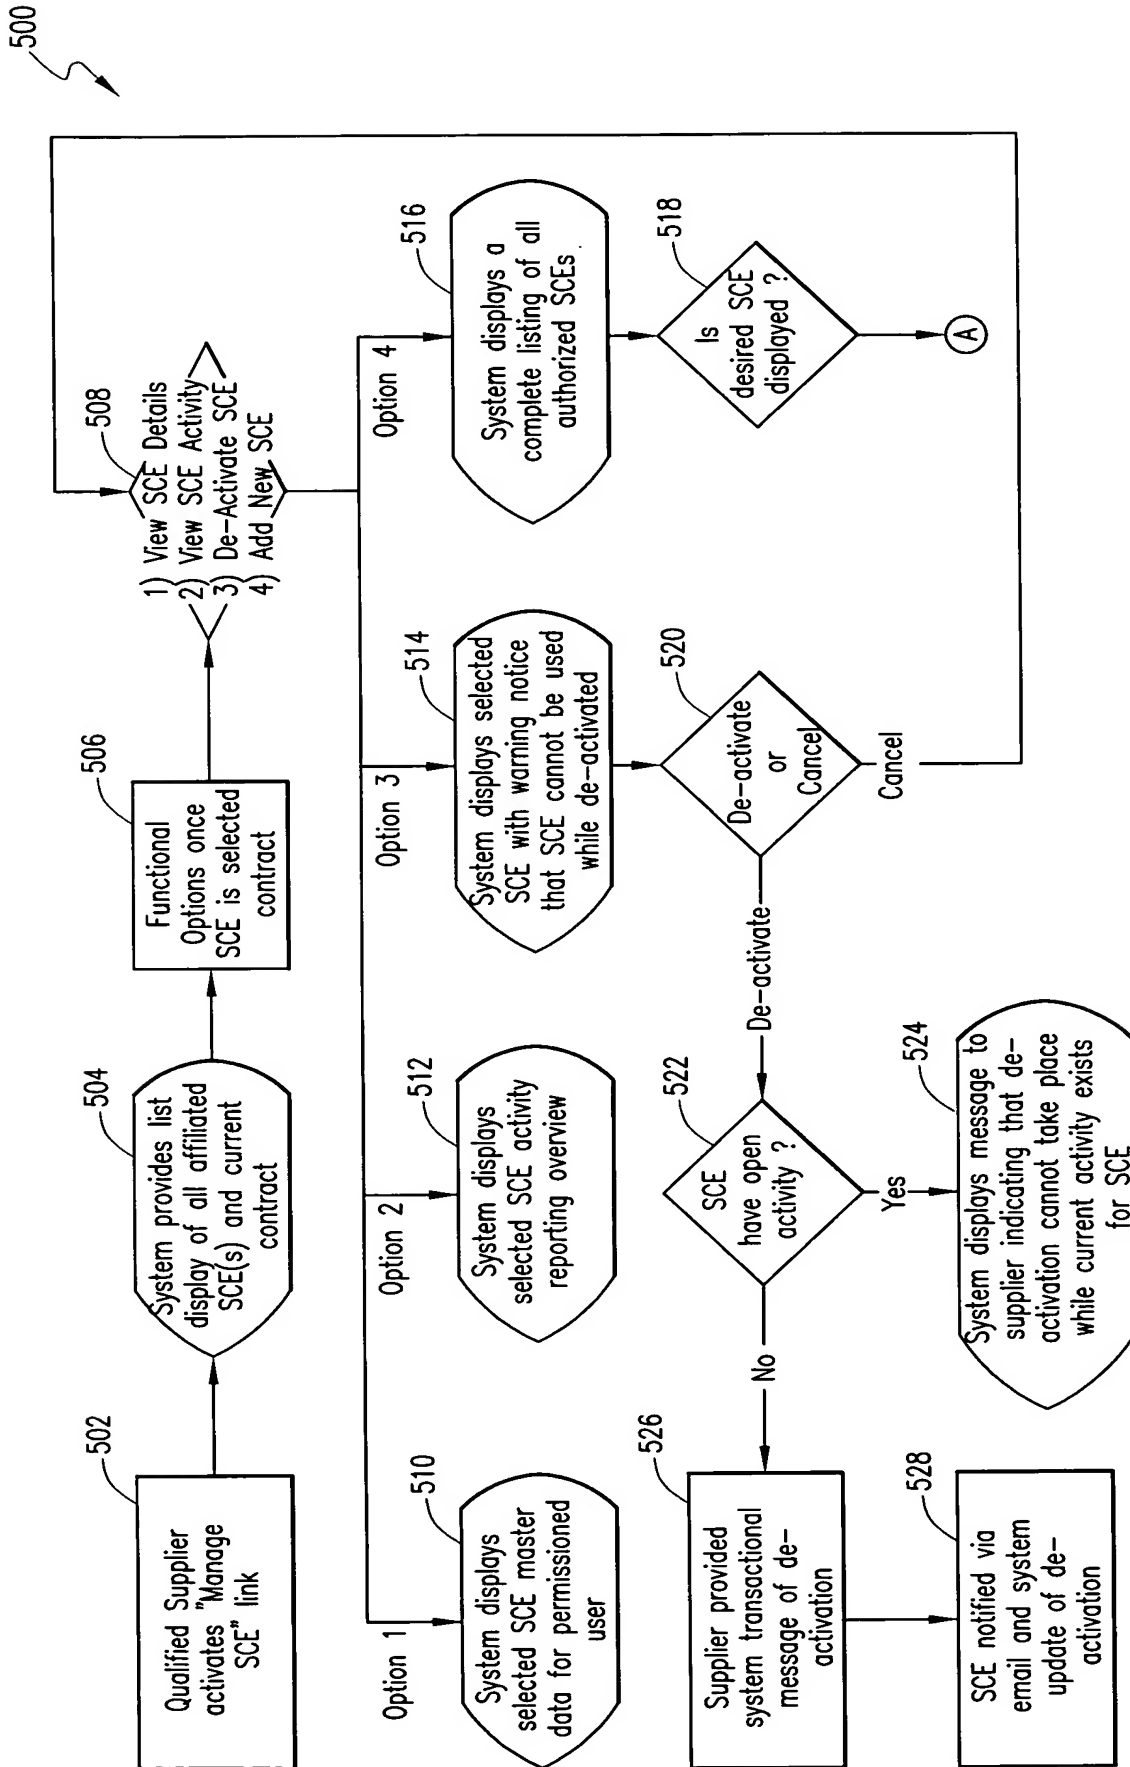 500
502
Qualified Supplier
activates "Manage
SCE" link
504
System provides list
display of all affiliated
SCE(s) and current
contract
506
Functional
Options once
SCE is selected
contract
508
1) View SCE Details
2) View SCE Activity
3) De-Activate SCE
4) Add New SCE
Option 1
510
System displays
selected SCE master
data for permissioned
user
Option 2
512
System displays
selected SCE activity
reporting overview
Option 3
514
System displays selected
SCE with warning notice
that SCE cannot be used
while de-activated
Option 4
516
System displays a
complete listing of all
authorized SCEs
518
Is
desired SCE
displayed ?
A
520
De-activate
or
Cancel
Cancel
De-activate
522
SCE
have open
activity ?
Yes
No
524
System displays message to
supplier indicating that de-
activation cannot take place
while current activity exists
for SCE
526
Supplier provided
system transactional
message of de-
activation
528
SCE notified via
email and system
update of de-
activation